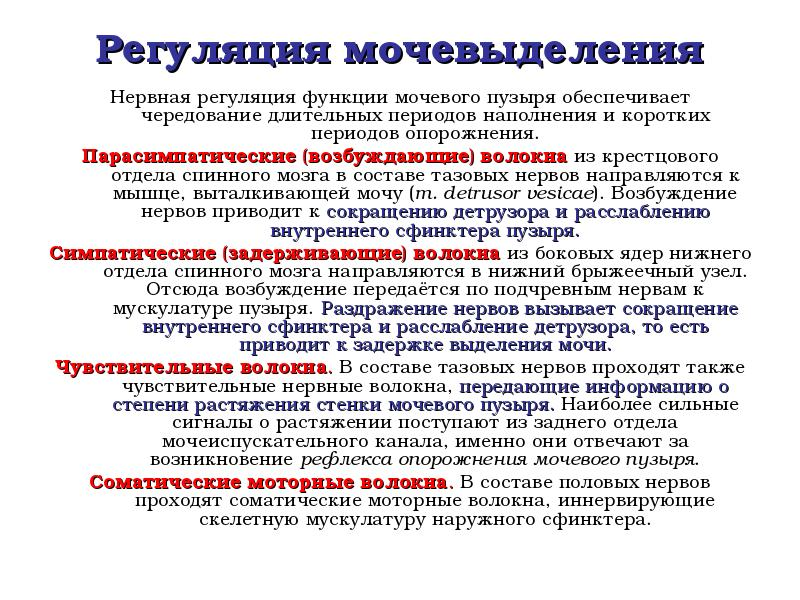 Регуляция мочевыделения
Нервная регуляция функции мочевого пузыря обеспечивает
чередование длительных периодов наполнения и коротких
периодов опорожнения.
Парасимпатические (возбуждающие) волокна из крестцового
отдела спинного мозга в составе тазовых нервов направляются к
мышце, выталкивающей мочу (m. detrusor vesicae). Возбуждение
нервов приводит к сокращению детрузора и расслаблению
внутреннего сфинктера пузыря.
Симпатические (задерживающие) волокна из боковых ядер нижнего
отдела спинного мозга направляются в нижний брыжеечный узел.
Отсюда возбуждение передаётся по подчревным нервам к
мускулатуре пузыря. Раздражение нервов вызывает сокращение
внутреннего сфинктера и расслабление детрузора, то есть
приводит к задержке выделения мочи.
Чувствительные волокна. В составе тазовых нервов проходят также
чувствительные нервные волокна, передающие информацию о
степени растяжения стенки мочевого пузыря. Наиболее сильные
сигналы о растяжении поступают из заднего отдела
мочеиспускательного канала, именно они отвечают за
возникновение рефлекса опорожнения мочевого пузыря.
Соматические моторные волокна. В составе половых нервов
проходят соматические моторные волокна, иннервирующие
скелетную мускулатуру наружного сфинктера.